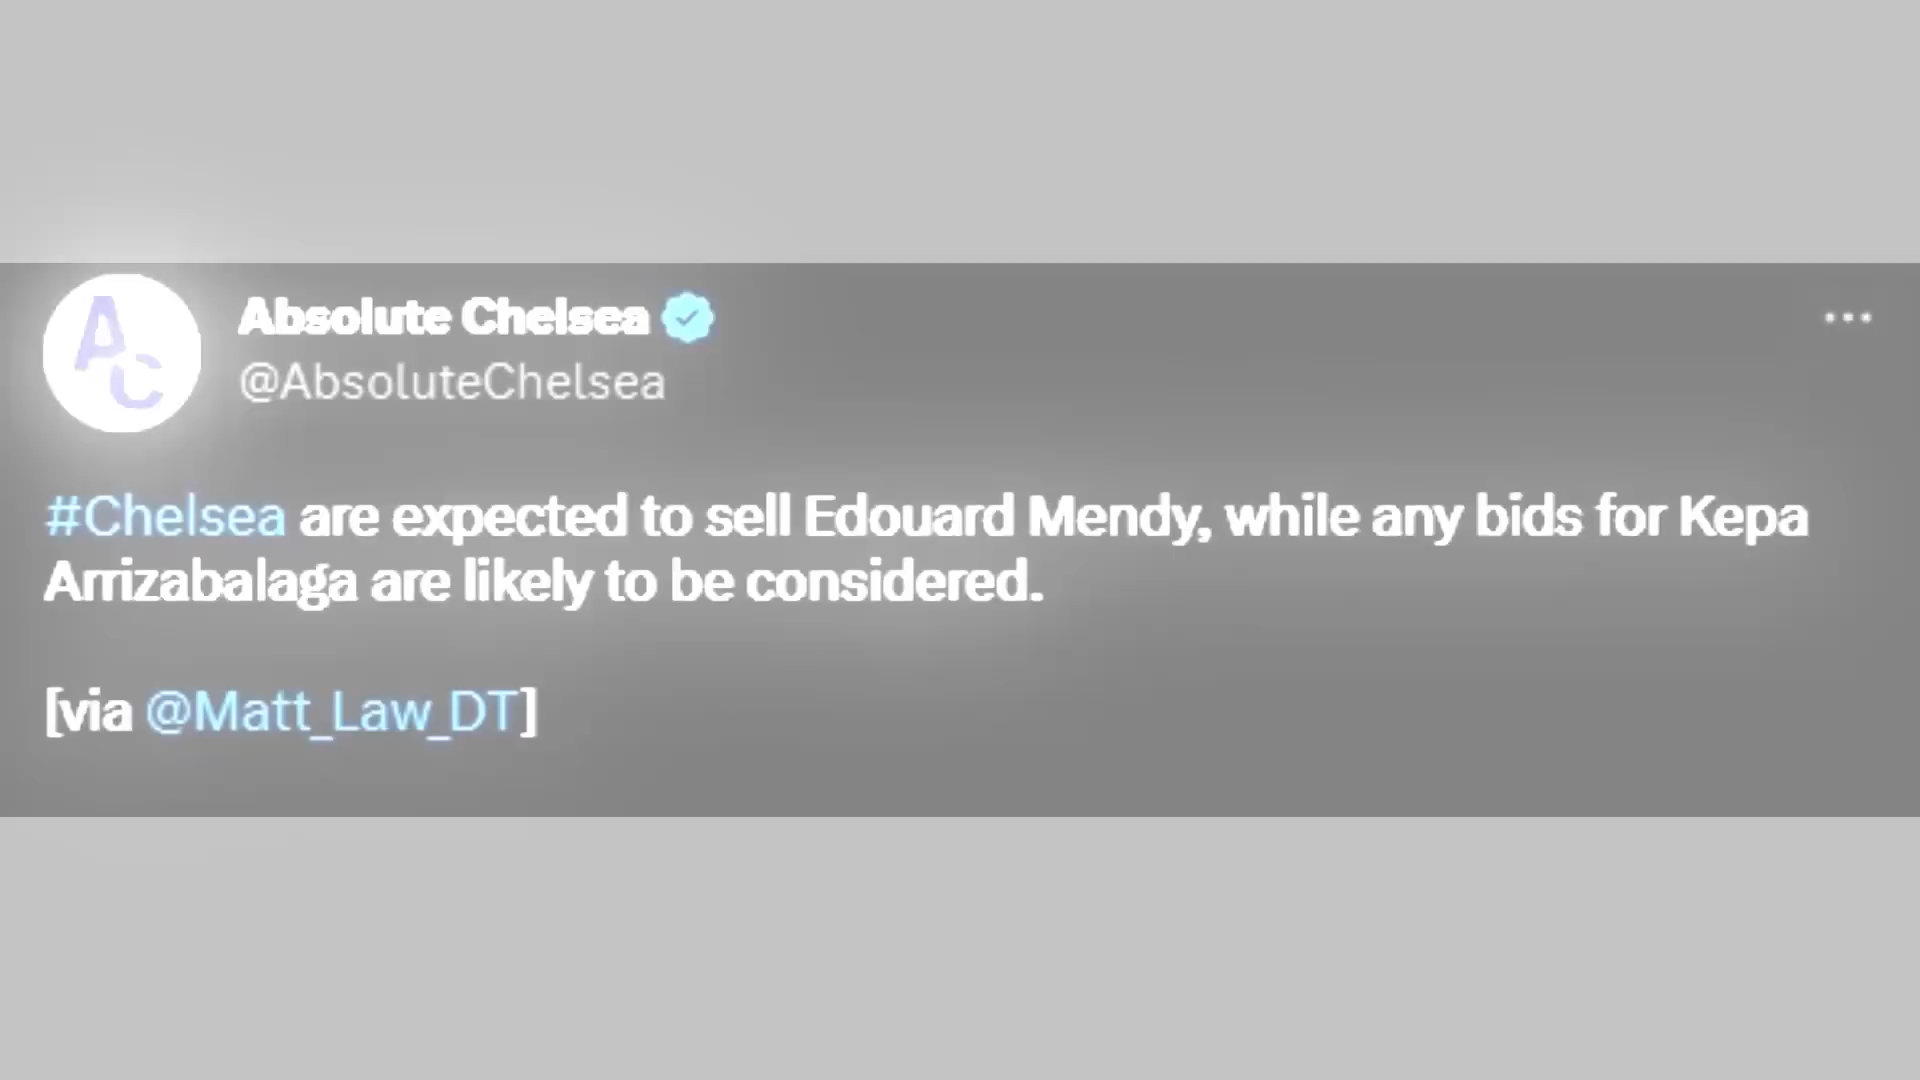 AC
Absolute Chelsea
@AbsoluteChelsea
#Chelsea are expected to sell Edouard Mendy, while any bids for Kepa
Arrizabalaga are likely to be considered.
[via @Matt_Law_DT]